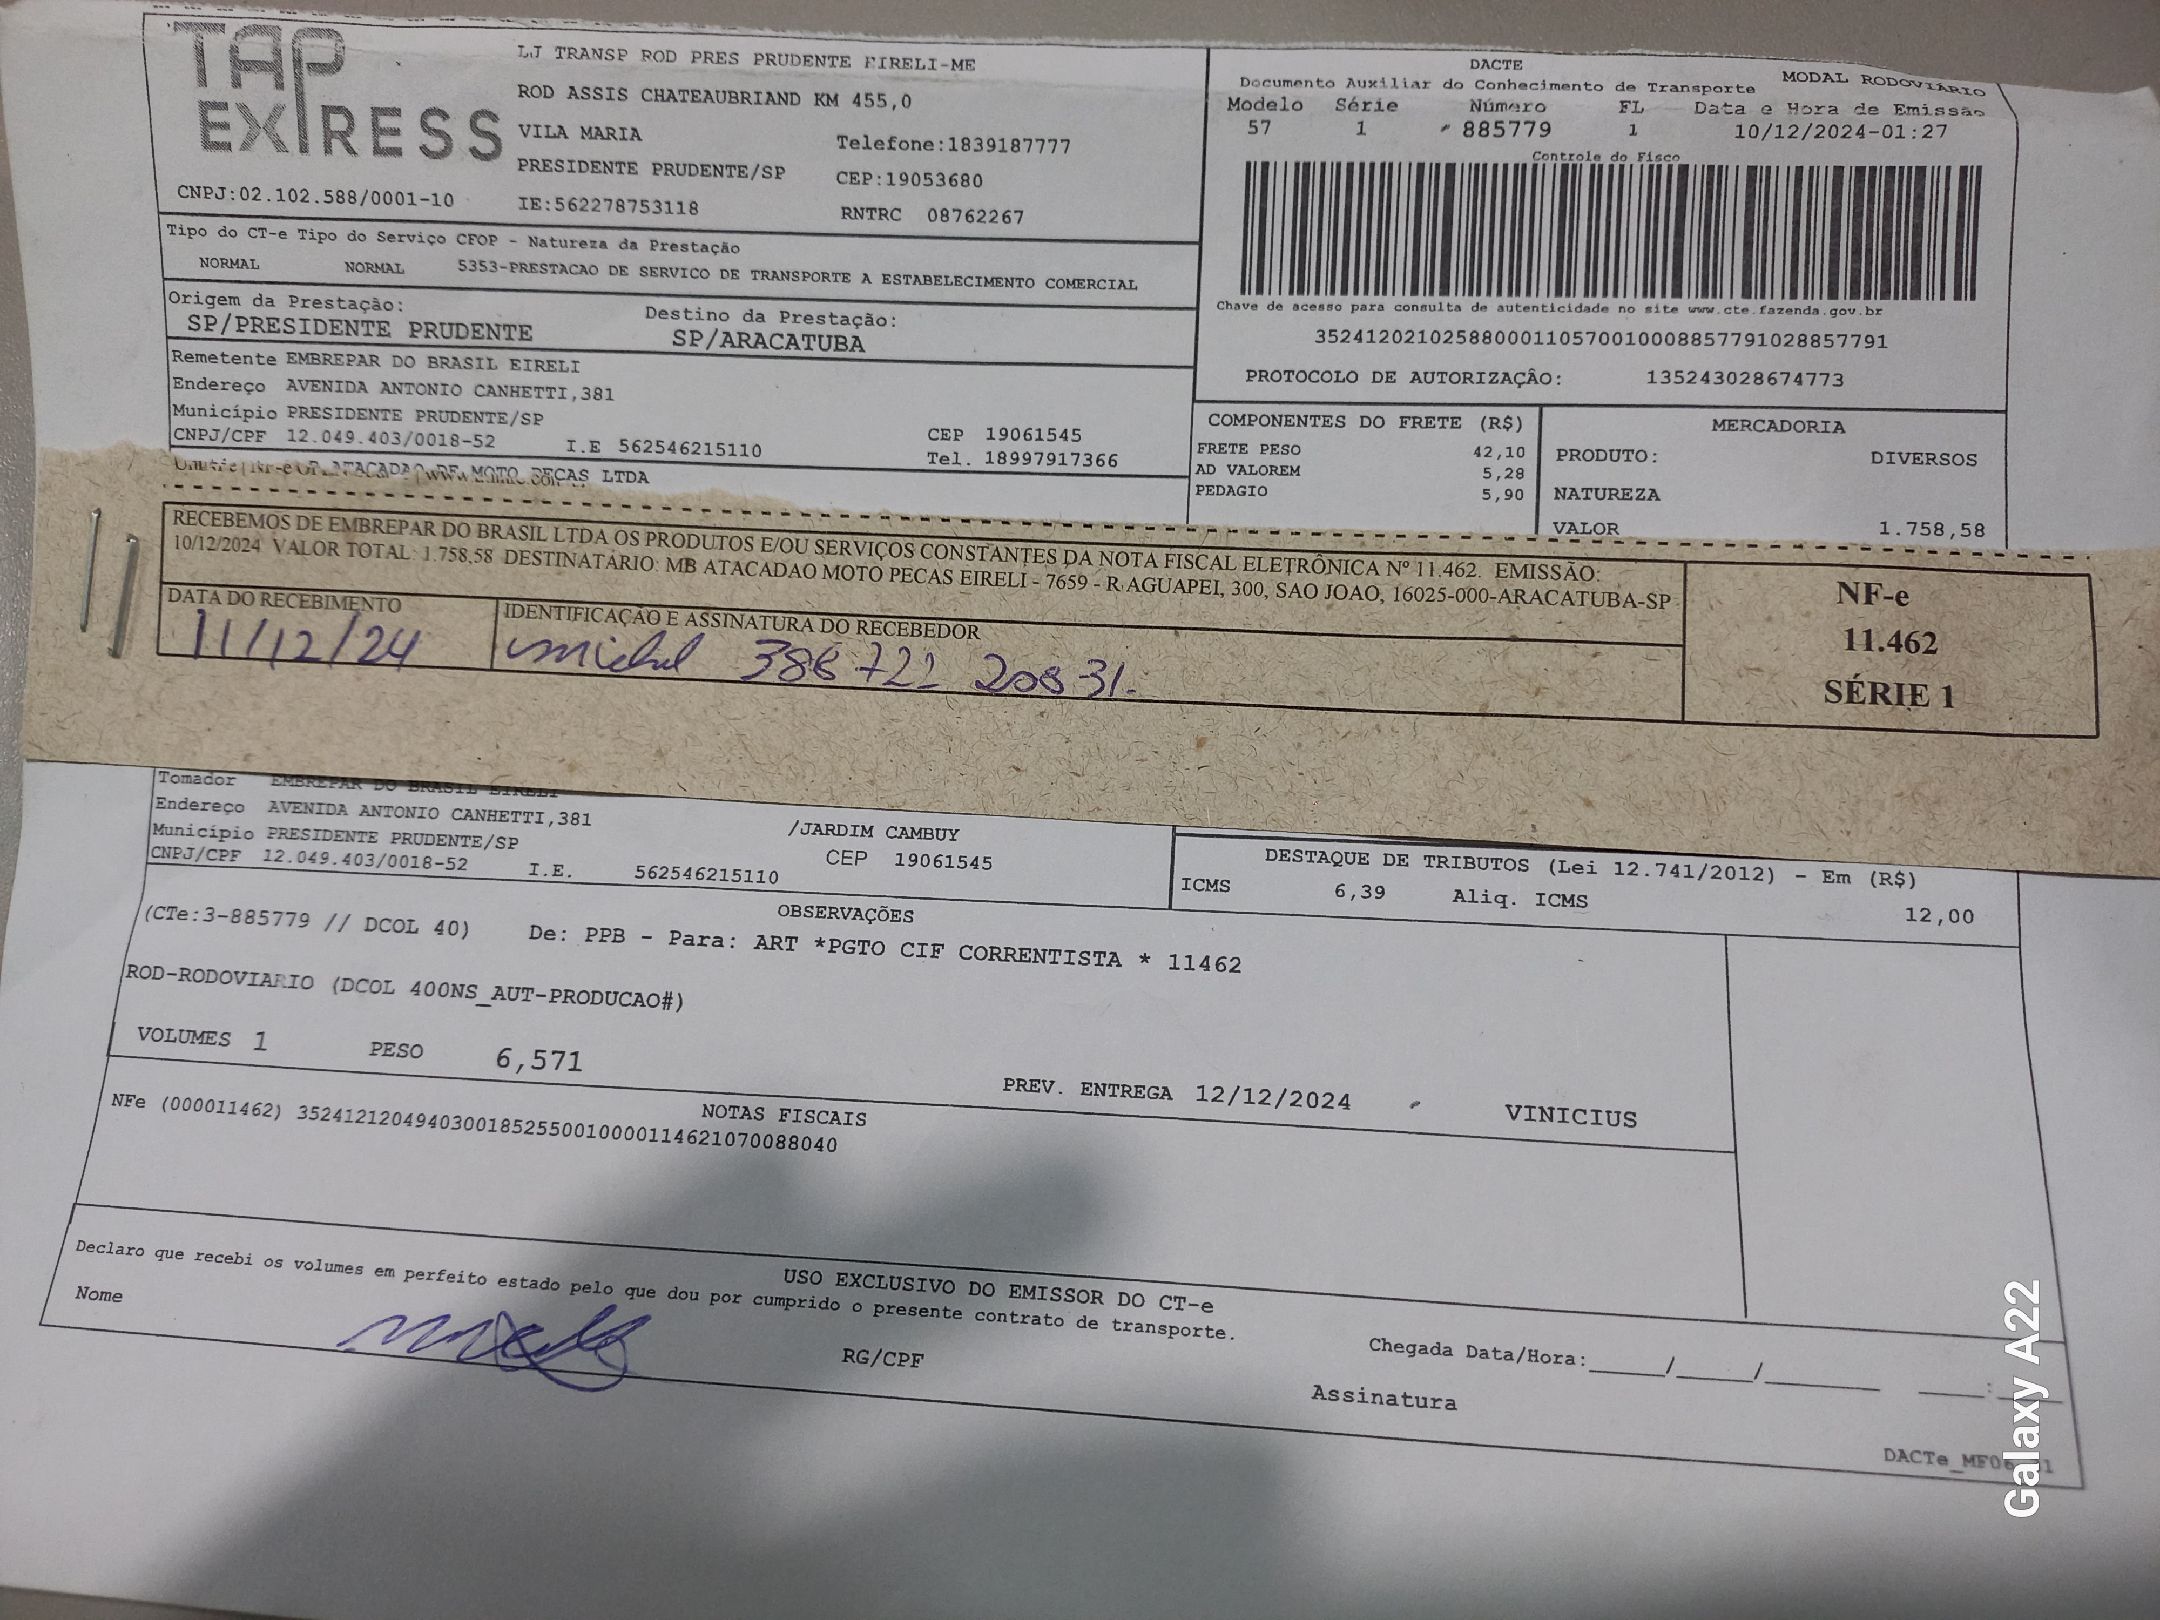 TAP EXPRESS
LJ TRANSP ROD PRES PRUDENTE EIRELI-ME
ROD ASSIS CHATEAUBRIAND KM 455,0
VILA MARIA
Telefone:1839187777
PRESIDENTE PRUDENTE/SP
CEP:19053680
CNPJ:02.102.588/0001-10
IE:562278753118
RNTRC 08762267
DACTE
MODAL RODOVIÁRIO
Documento Auxiliar do Conhecimento de Transporte
Modelo Série Número FL Data e Hora de Emissão
57 1 885779 1 10/12/2024-01:27
Controle do Fisco
Chave de acesso para consulta de autenticidade no site www.cte.fazenda.gov.br
35241202102588000110570010008857791028857791
PROTOCOLO DE AUTORIZAÇÃO: 135243028674773
Tipo do CT-e Tipo do Serviço CFOP - Natureza da Prestação
NORMAL NORMAL 5353-PRESTACAO DE SERVICO DE TRANSPORTE A ESTABELECIMENTO COMERCIAL
Origem da Prestação: Destino da Prestação:
SP/PRESIDENTE PRUDENTE SP/ARACATUBA
Remetente EMBREPAR DO BRASIL EIRELI
Endereço AVENIDA ANTONIO CANHETTI,381
Município PRESIDENTE PRUDENTE/SP
CEP 19061545
CNPJ/CPF 12.049.403/0018-52 I.E 562546215110
Tel. 18997917366
ATACADAO DE MOTO PECAS LTDA
COMPONENTES DO FRETE (R$)
FRETE PESO 42,10
AD VALOREM 5,28
PEDAGIO 5,90
MERCADORIA
PRODUTO: DIVERSOS
NATUREZA
VALOR 1.758,58
RECEBEMOS DE EMBREPAR DO BRASIL LTDA OS PRODUTOS E/OU SERVIÇOS CONSTANTES DA NOTA FISCAL ELETRÔNICA Nº 11.462. EMISSÃO:
10/12/2024 VALOR TOTAL: 1.758,58 DESTINATÁRIO: MB ATACADAO MOTO PECAS EIRELI - 7659 - R AGUAPEI, 300, SAO JOAO, 16025-000-ARACATUBA-SP
DATA DO RECEBIMENTO
IDENTIFICAÇÃO E ASSINATURA DO RECEBEDOR
11/12/24
NF-e
11.462
SÉRIE 1
Tomador EMBREPAR DO BRASIL EIRELI
Endereço AVENIDA ANTONIO CANHETTI,381
/JARDIM CAMBUY
Município PRESIDENTE PRUDENTE/SP
CEP 19061545
CNPJ/CPF 12.049.403/0018-52 I.E. 562546215110
DESTAQUE DE TRIBUTOS (Lei 12.741/2012) - Em (R$)
ICMS 6,39 Aliq. ICMS 12,00
OBSERVAÇÕES
(CTe:3-885779 // DCOL 40) De: PPB - Para: ART *PGTO CIF CORRENTISTA * 11462
ROD-RODOVIARIO (DCOL 400NS_AUT-PRODUCAO#)
VOLUMES 1 PESO 6,571
PREV. ENTREGA 12/12/2024 VINICIUS
NOTAS FISCAIS
NFe (000011462) 35241212049403001852550010000114621070088040
USO EXCLUSIVO DO EMISSOR DO CT-e
Declaro que recebi os volumes em perfeito estado pelo que dou por cumprido o presente contrato de transporte.
Nome
RG/CPF
Chegada Data/Hora:_____/_____/_______ ____:____
Assinatura
Galaxy A22